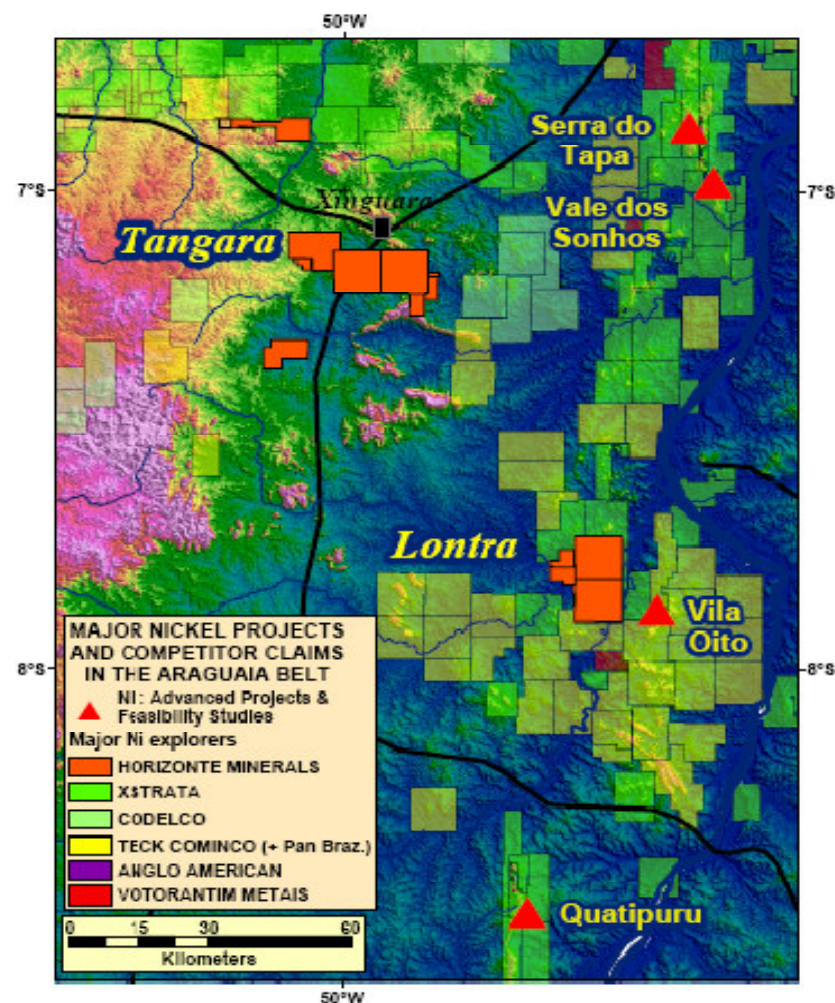 50°W
Serra do
Tapa
7°S
7°S
Xinguara
Vale dos
Sonhos
Tangara
Lontra
Vila
Oito
MAJOR NICKEL PROJECTS
AND COMPETITOR CLAIMS
IN THE ARAGUAIA BELT
NI: Advanced Projects &
Feasibility Studies
Major Ni explorers
HORIZONTE MINERALS
XSTRATA
CODELCO
TECK COMINCO (+ Pan Braz.)
ANGLO AMERICAN
VOTORANTIM METAIS
8°S
8°S
Quatipuru
0 15 30 60
Kilometers
50°W